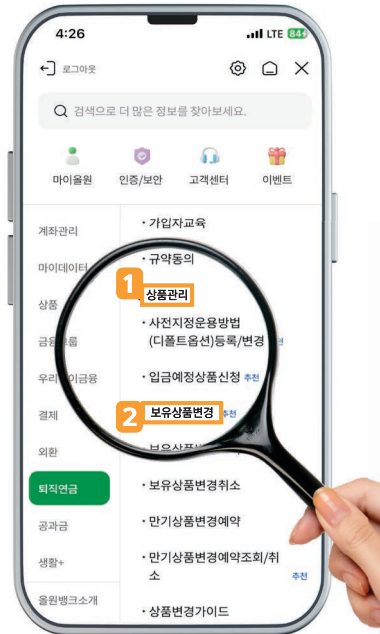 4:26
LTE 84
로그아웃
검색으로 더 많은 정보를 찾아보세요.
마이올원 인증/보안 고객센터 이벤트
계좌관리
마이데이터
상품
우리
결제
외환
퇴직연금
공과금
생활+
올원뱅크소개
· 가입자교육
· 규약동의
1
상품관리
· 사전지정운용방법
(디폴트옵션)등록/변경
· 입금예정상품신청 추천
2
보유상품변경 추천
· 보유상품변경취소
· 만기상품변경예약
· 만기상품변경예약조회/취
소 추천
· 상품변경가이드